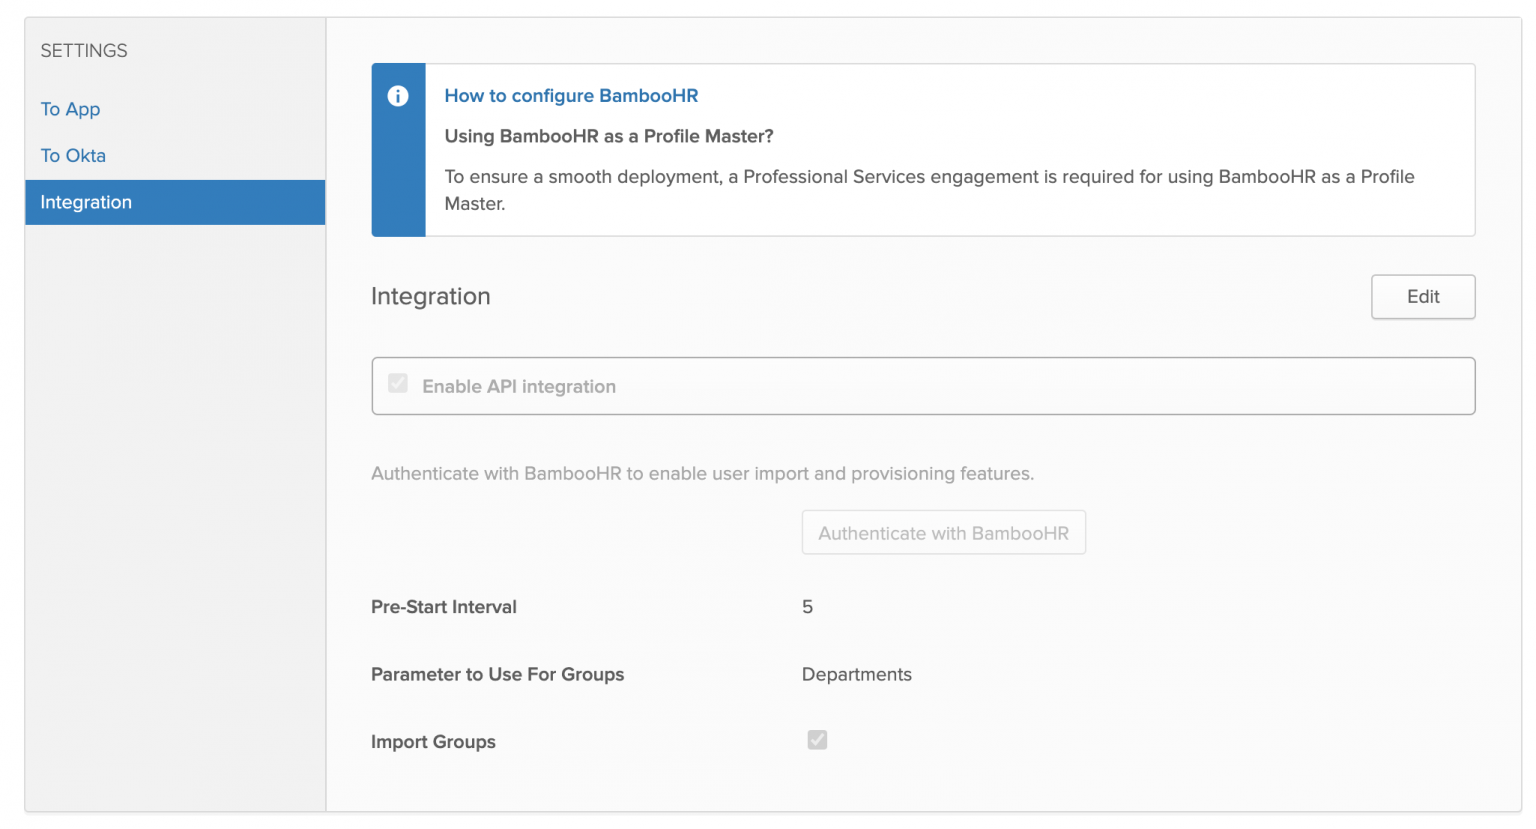 SETTINGS
To App
To Okta
Integration
How to configure BambooHR
Using BambooHR as a Profile Master?
To ensure a smooth deployment, a Professional Services engagement is required for using BambooHR as a Profile
Master.
Integration
Edit
Enable API integration
Authenticate with BambooHR to enable user import and provisioning features.
Authenticate with BambooHR
Pre-Start Interval
5
Parameter to Use For Groups
Departments
Import Groups